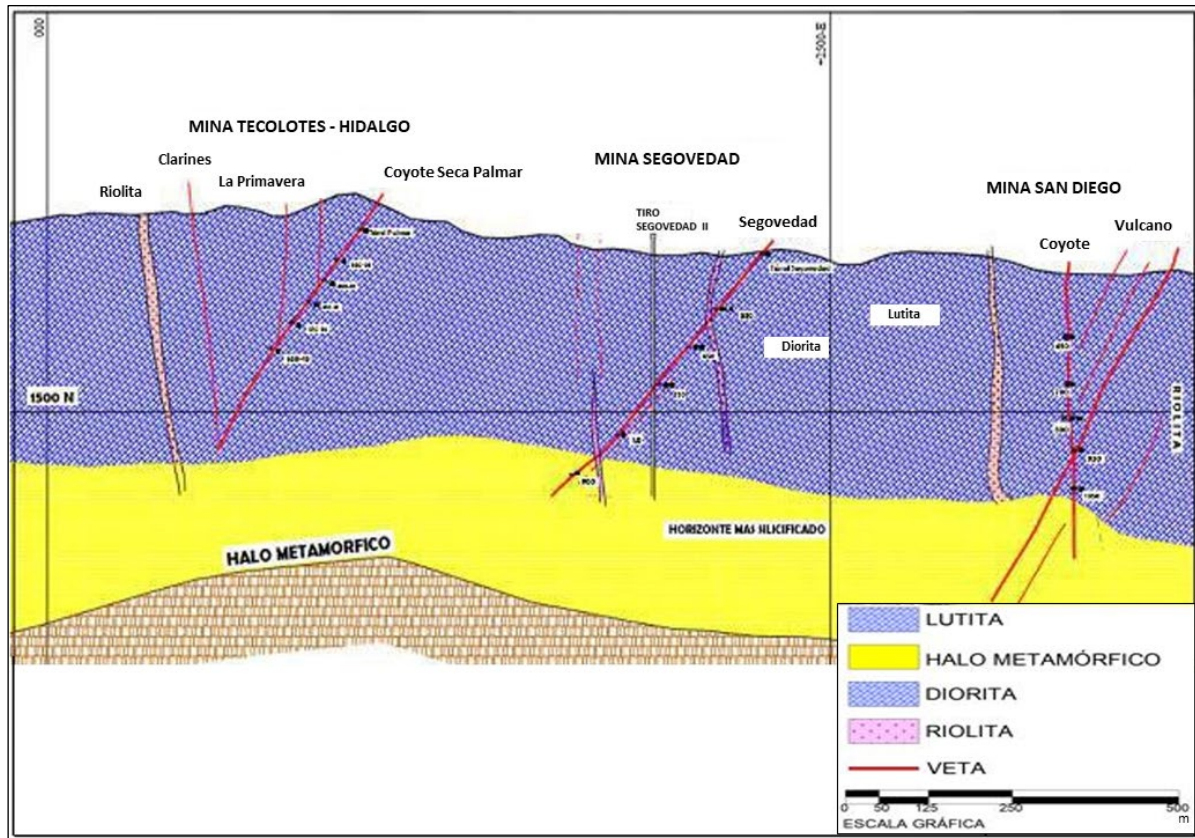 000
+2500-E
MINA TECOLOTES - HIDALGO
Clarines
Riolita
La Primavera
Coyote Seca Palmar
MINA SEGOVEDAD
TIRO
SEGOVEDAD II
Segovedad
MINA SAN DIEGO
Vulcano
Coyote
Lutita
Diorita
1500 N
RIOLITA
HORIZONTE MAS SILICIFICADO
HALO METAMORFICO
LUTITA
HALO METAMÓRFICO
DIORITA
RIOLITA
VETA
0 50 125 250 500
m
ESCALA GRÁFICA